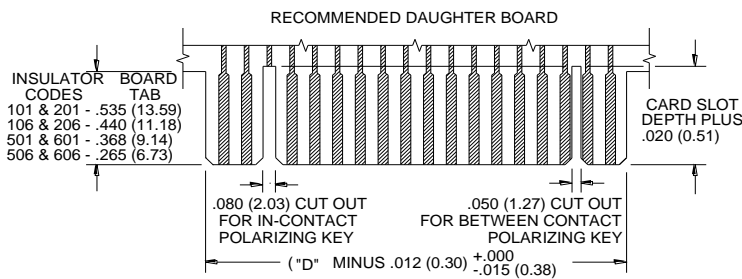 RECOMMENDED DAUGHTER BOARD
INSULATOR BOARD
CODES TAB
101 & 201 - .535 (13.59)
106 & 206 - .440 (11.18)
501 & 601 - .368 (9.14)
506 & 606 - .265 (6.73)
CARD SLOT
DEPTH PLUS
.020 (0.51)
.080 (2.03) CUT OUT
FOR IN-CONTACT
POLARIZING KEY
.050 (1.27) CUT OUT
FOR BETWEEN CONTACT
POLARIZING KEY
("D" MINUS .012 (0.30) +.000
-.015 (0.38)